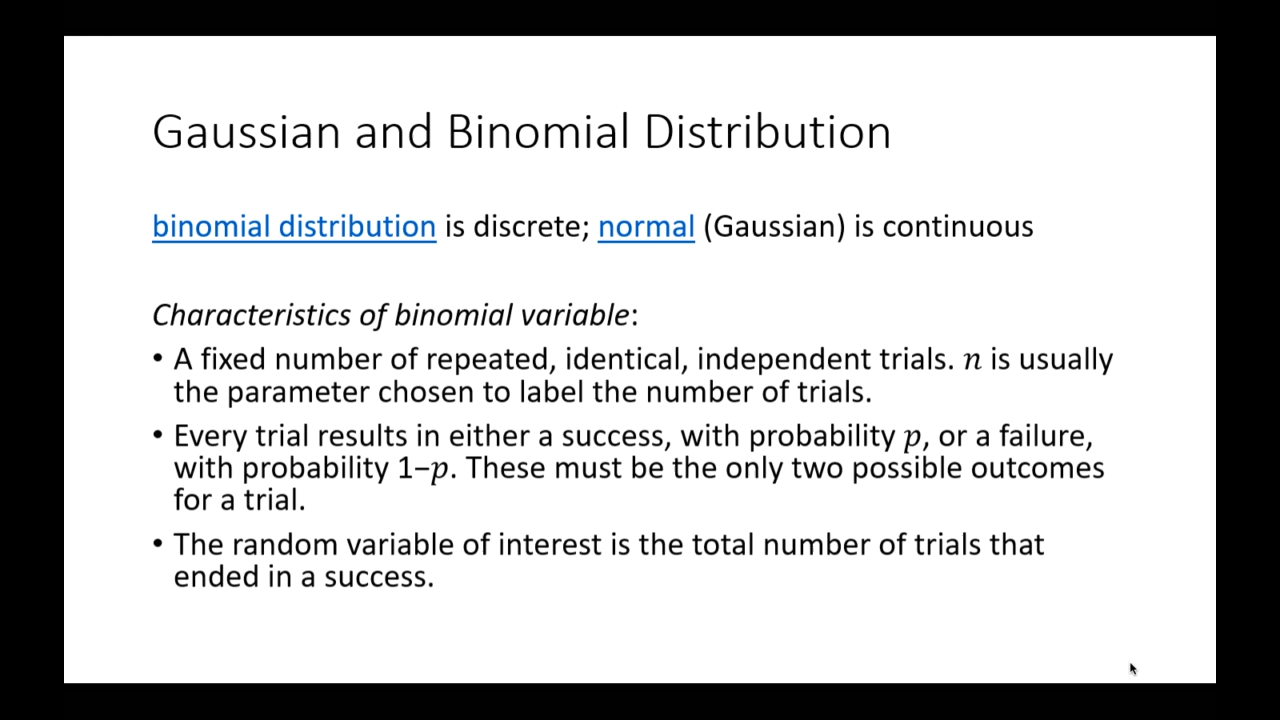 Gaussian and Binomial Distribution
binomial distribution is discrete; normal (Gaussian) is continuous
Characteristics of binomial variable:
• A fixed number of repeated, identical, independent trials. n is usually
the parameter chosen to label the number of trials.
• Every trial results in either a success, with probability p, or a failure,
with probability 1−p. These must be the only two possible outcomes
for a trial.
• The random variable of interest is the total number of trials that
ended in a success.